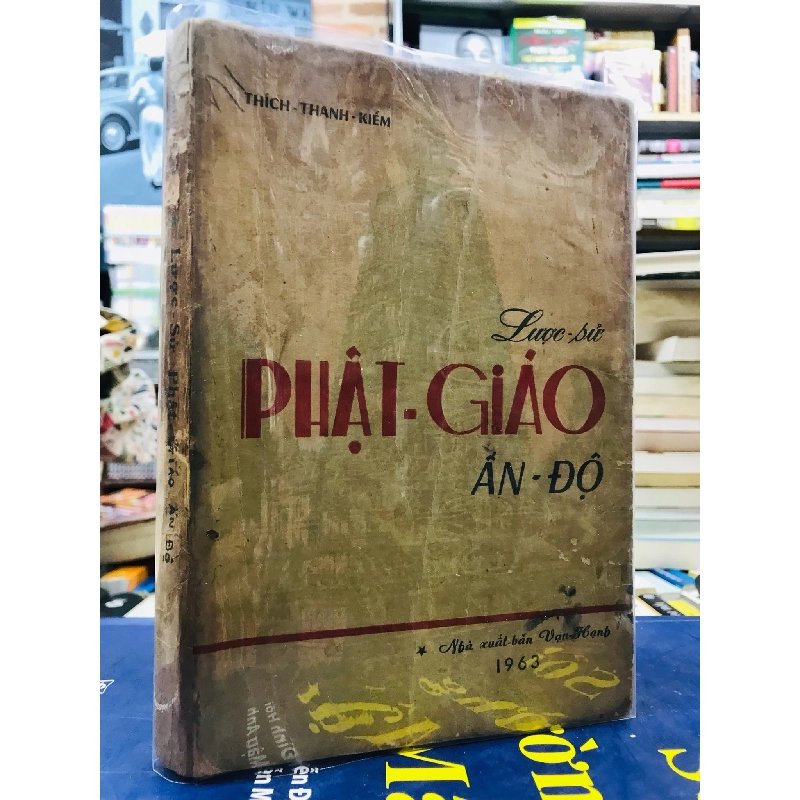 THÍCH-THANH-KIỂM
Lược-sử
PHẬT-GIÁO
ẤN-ĐỘ
★ Nhà xuất-bản Vạn-Hạnh
1963
Lược Sử Phật Giáo Ấn Độ